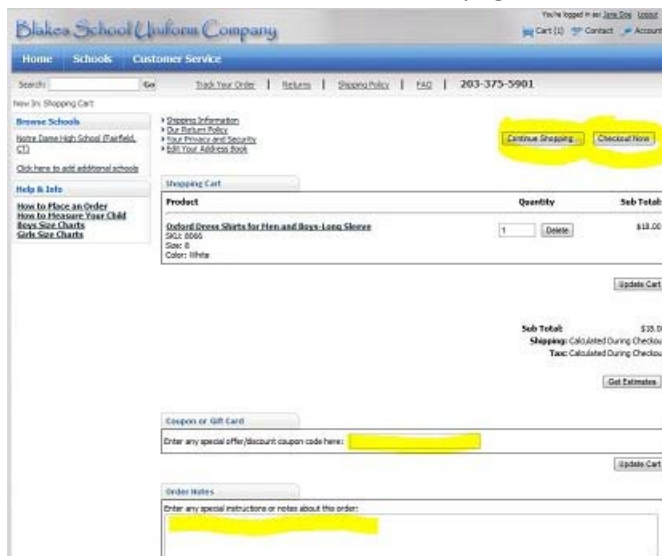 You're logged in as: Jane Doe Logout
Blakes School Uniform Company
Cart (1) Contact Account
Home Schools Customer Service
Search: Go Track Your Order | Returns | Shipping Policy | FAQ | 203-375-5901
Now In: Shopping Cart
Browse Schools
Notre Dame High School (Fairfield,
CT)
Click here to add additional schools
Help & Info
How to Place an Order
How to Measure Your Child
Boys Size Charts
Girls Size Charts
Shipping Information
Our Return Policy
Your Privacy and Security
Edit Your Address Book
Continue Shopping Checkout Now
Shopping Cart
Product Quantity Sub Total:
Oxford Dress Shirts for Men and Boys-Long Sleeve
SKU: 8066
Size: 8
Color: White
1 Delete $18.00
Update Cart
Sub Total: $18.0
Shipping: Calculated During Checkou
Tax: Calculated During Checkou
Get Estimates
Coupon or Gift Card
Enter any special offer/discount coupon code here:
Update Cart
Order Notes
Enter any special instructions or notes about this order: